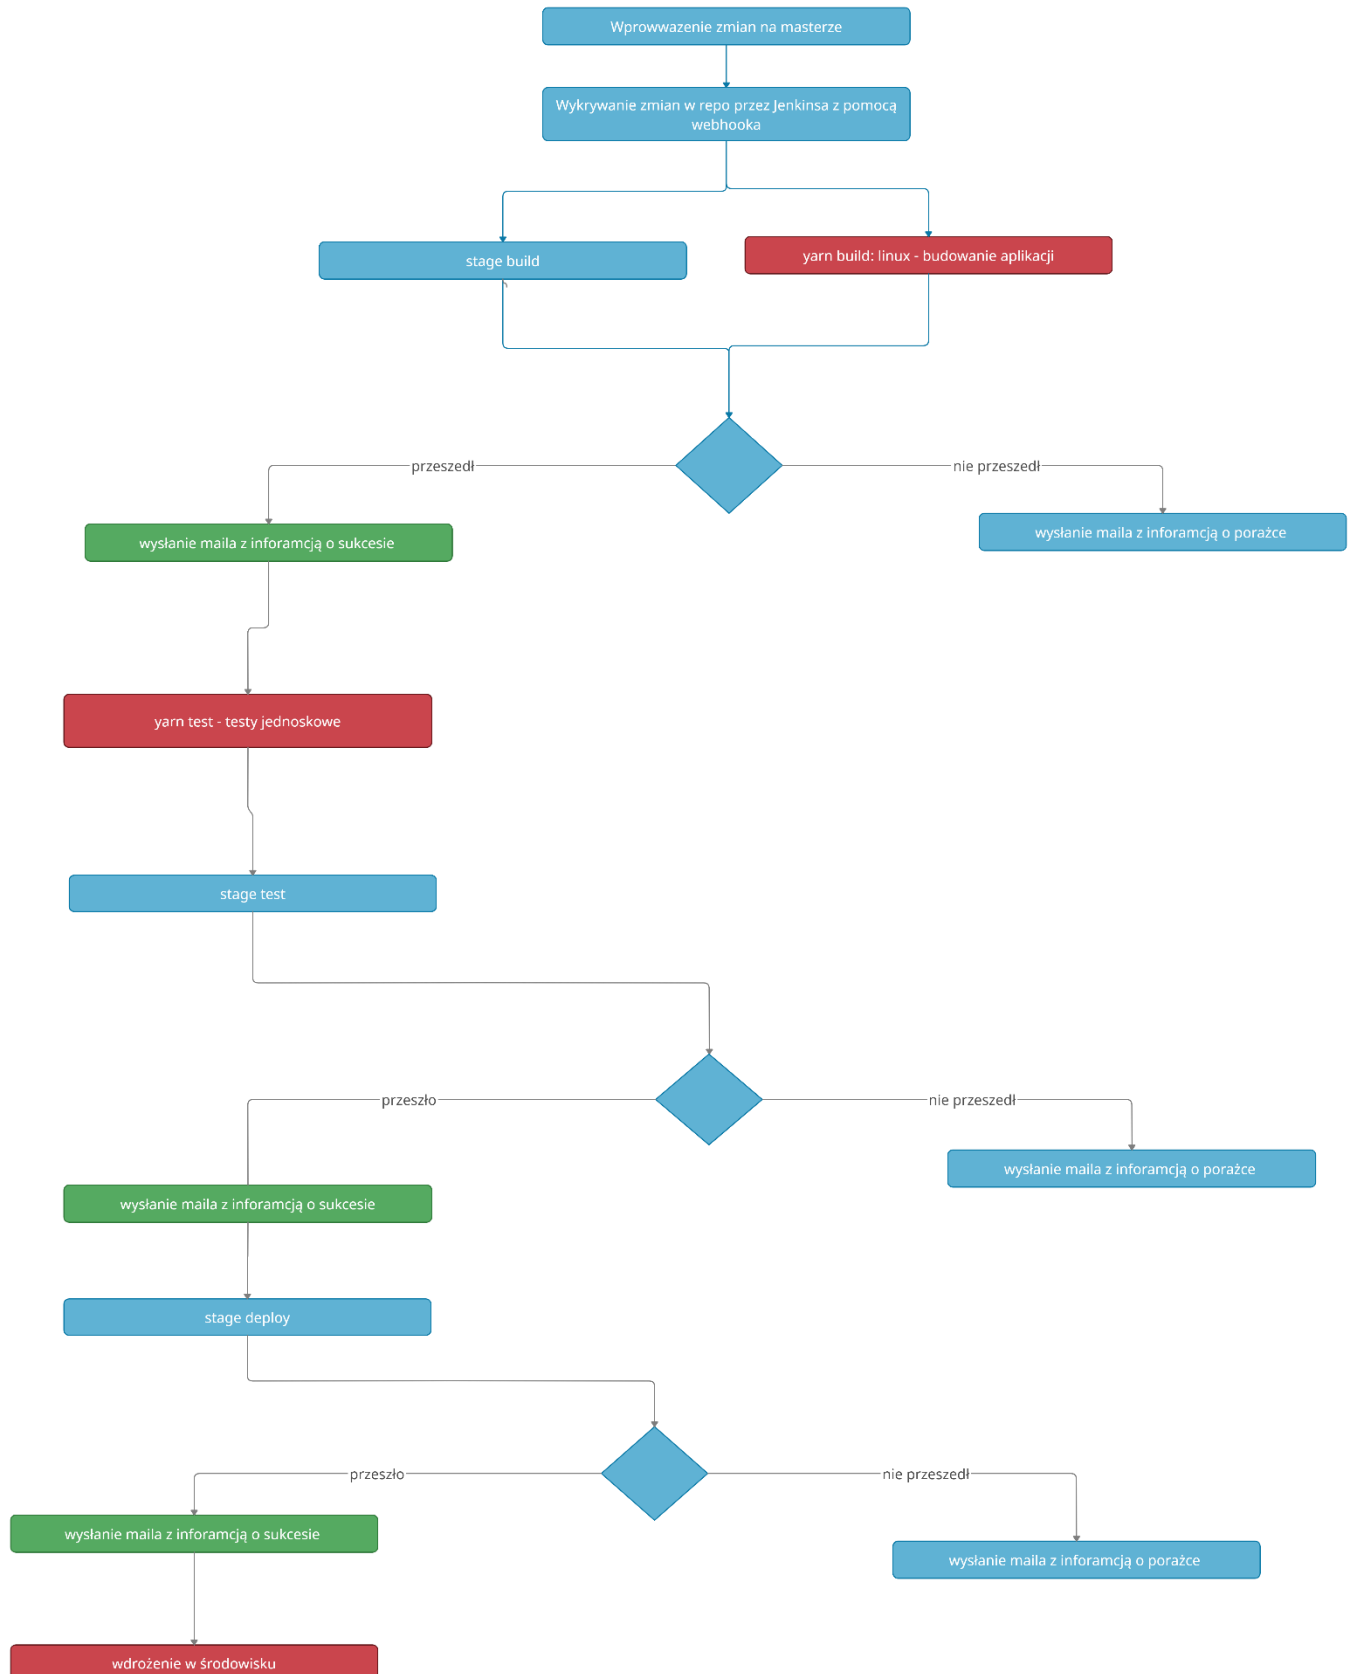 Wprowwazenie zmian na masterze
Wykrywanie zmian w repo przez Jenkinsa z pomocą
webhooka
stage build
yarn build: linux - budowanie aplikacji
przeszedł
nie przeszedł
wysłanie maila z inforamcją o sukcesie
wysłanie maila z inforamcją o porażce
yarn test - testy jednoskowe
stage test
przeszło
nie przeszedł
wysłanie maila z inforamcją o porażce
wysłanie maila z inforamcją o sukcesie
stage deploy
przeszło
nie przeszedł
wysłanie maila z inforamcją o sukcesie
wysłanie maila z inforamcją o porażce
wdrożenie w środowisku